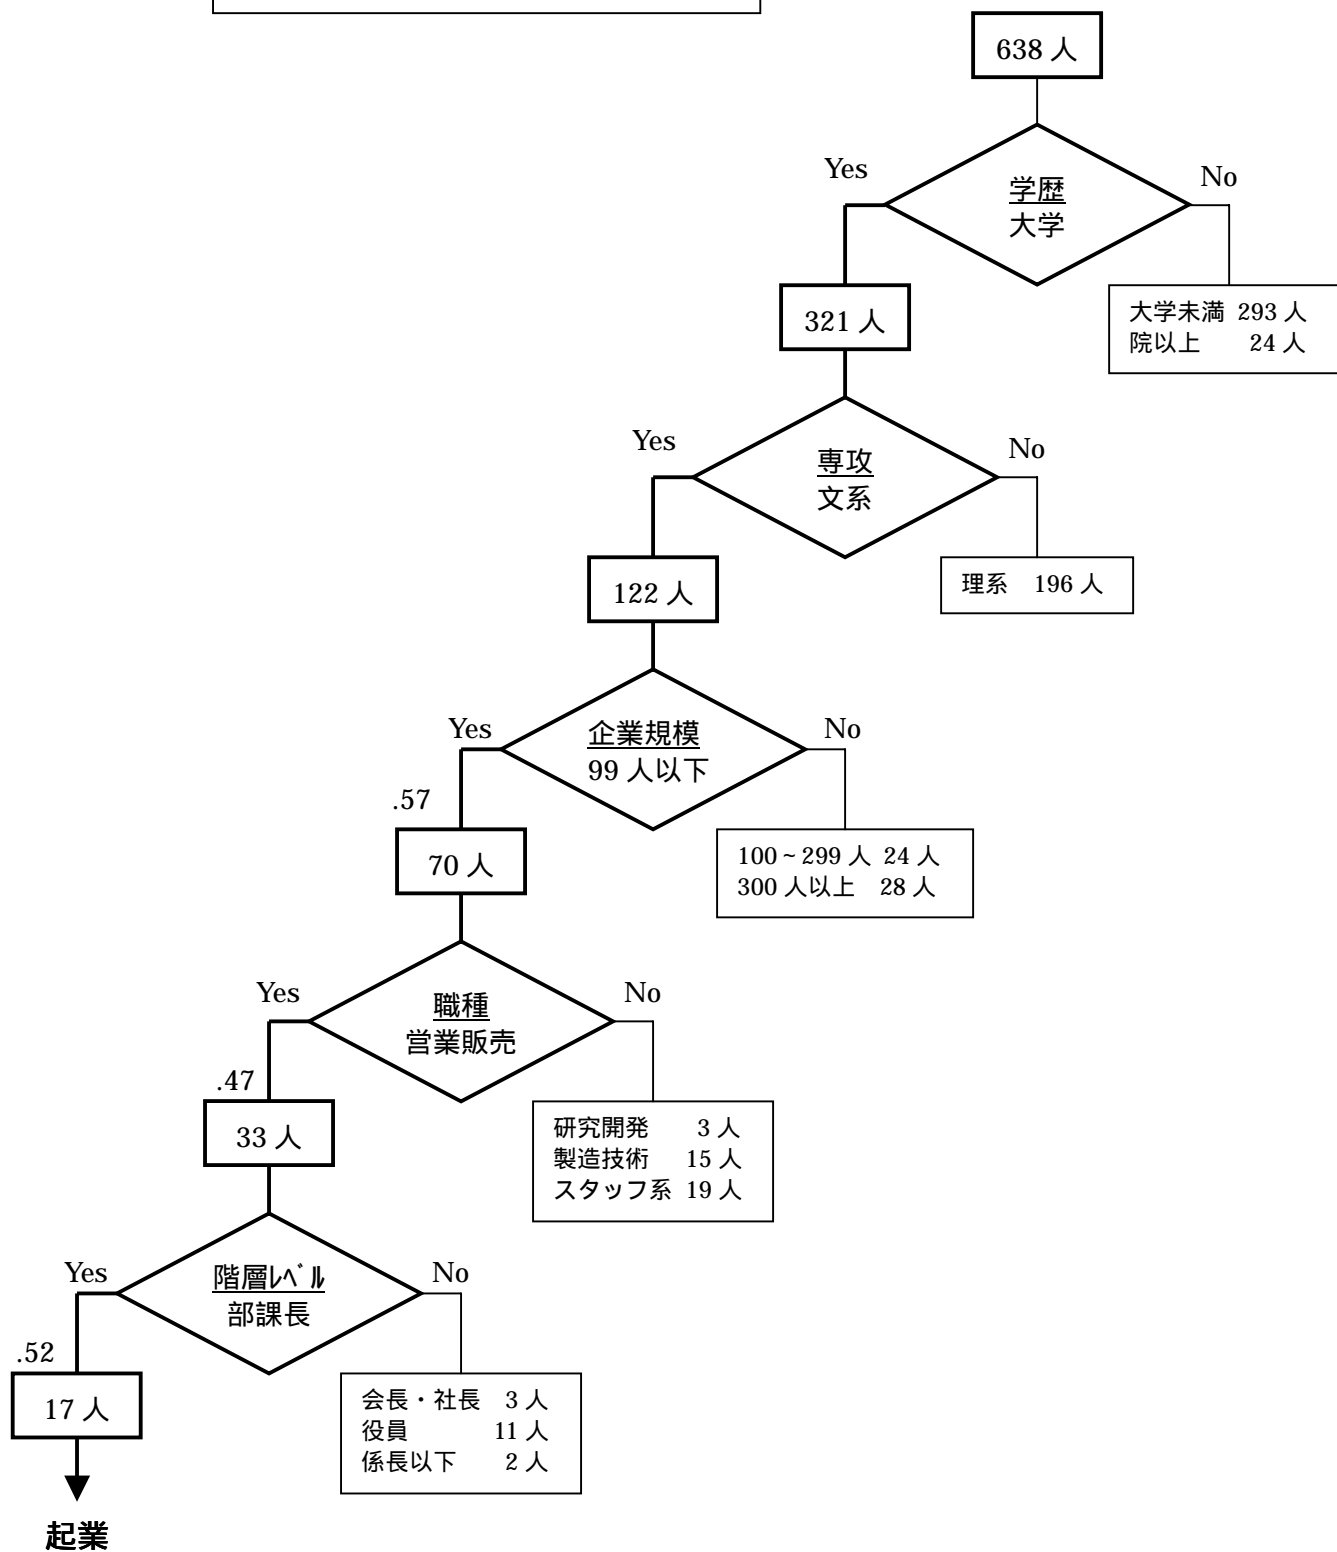 638 人
Yes
No
学歴
大学
321 人
大学未満 293 人
院以上 24 人
Yes
No
専攻
文系
122 人
理系 196 人
Yes
No
企業規模
99 人以下
.57
70 人
100~299 人 24 人
300 人以上 28 人
Yes
No
職種
営業販売
.47
33 人
研究開発 3 人
製造技術 15 人
スタッフ系 19 人
Yes
No
階層ﾚﾍﾞﾙ
部課長
.52
17 人
会長・社長 3 人
役員 11 人
係長以下 2 人
起業